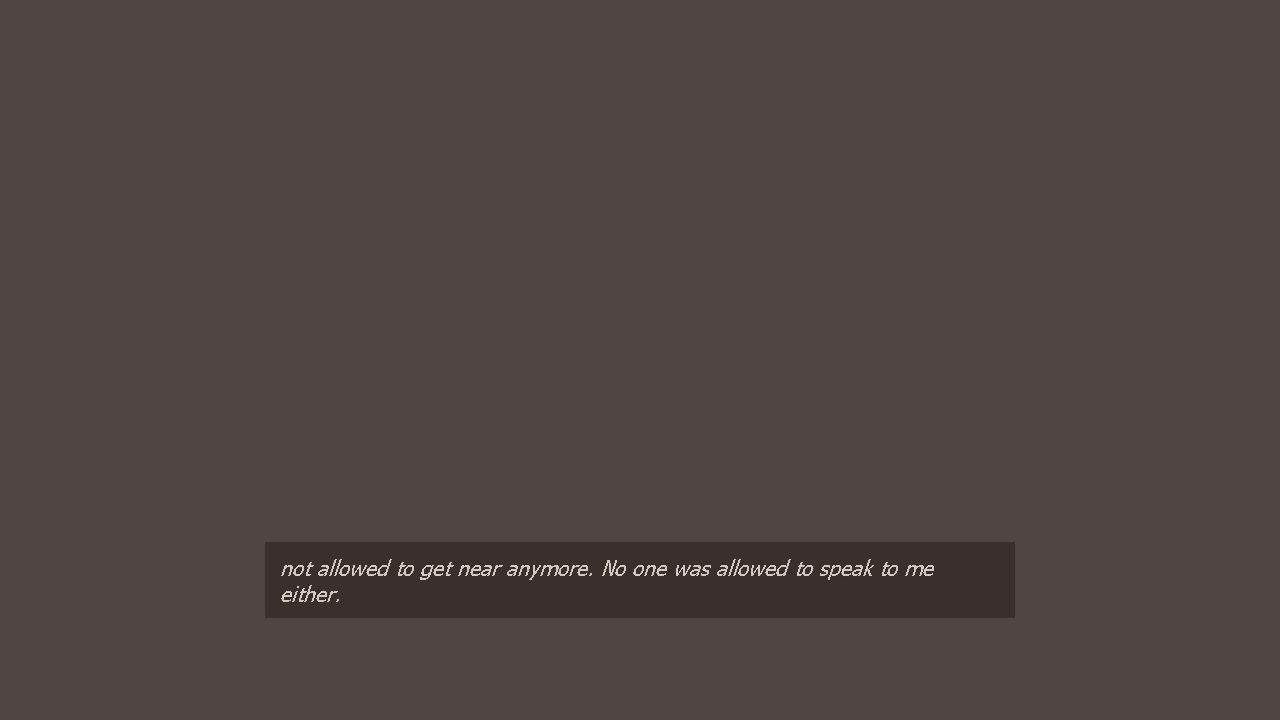 not allowed to get near anymore. No one was allowed to speak to me
either.